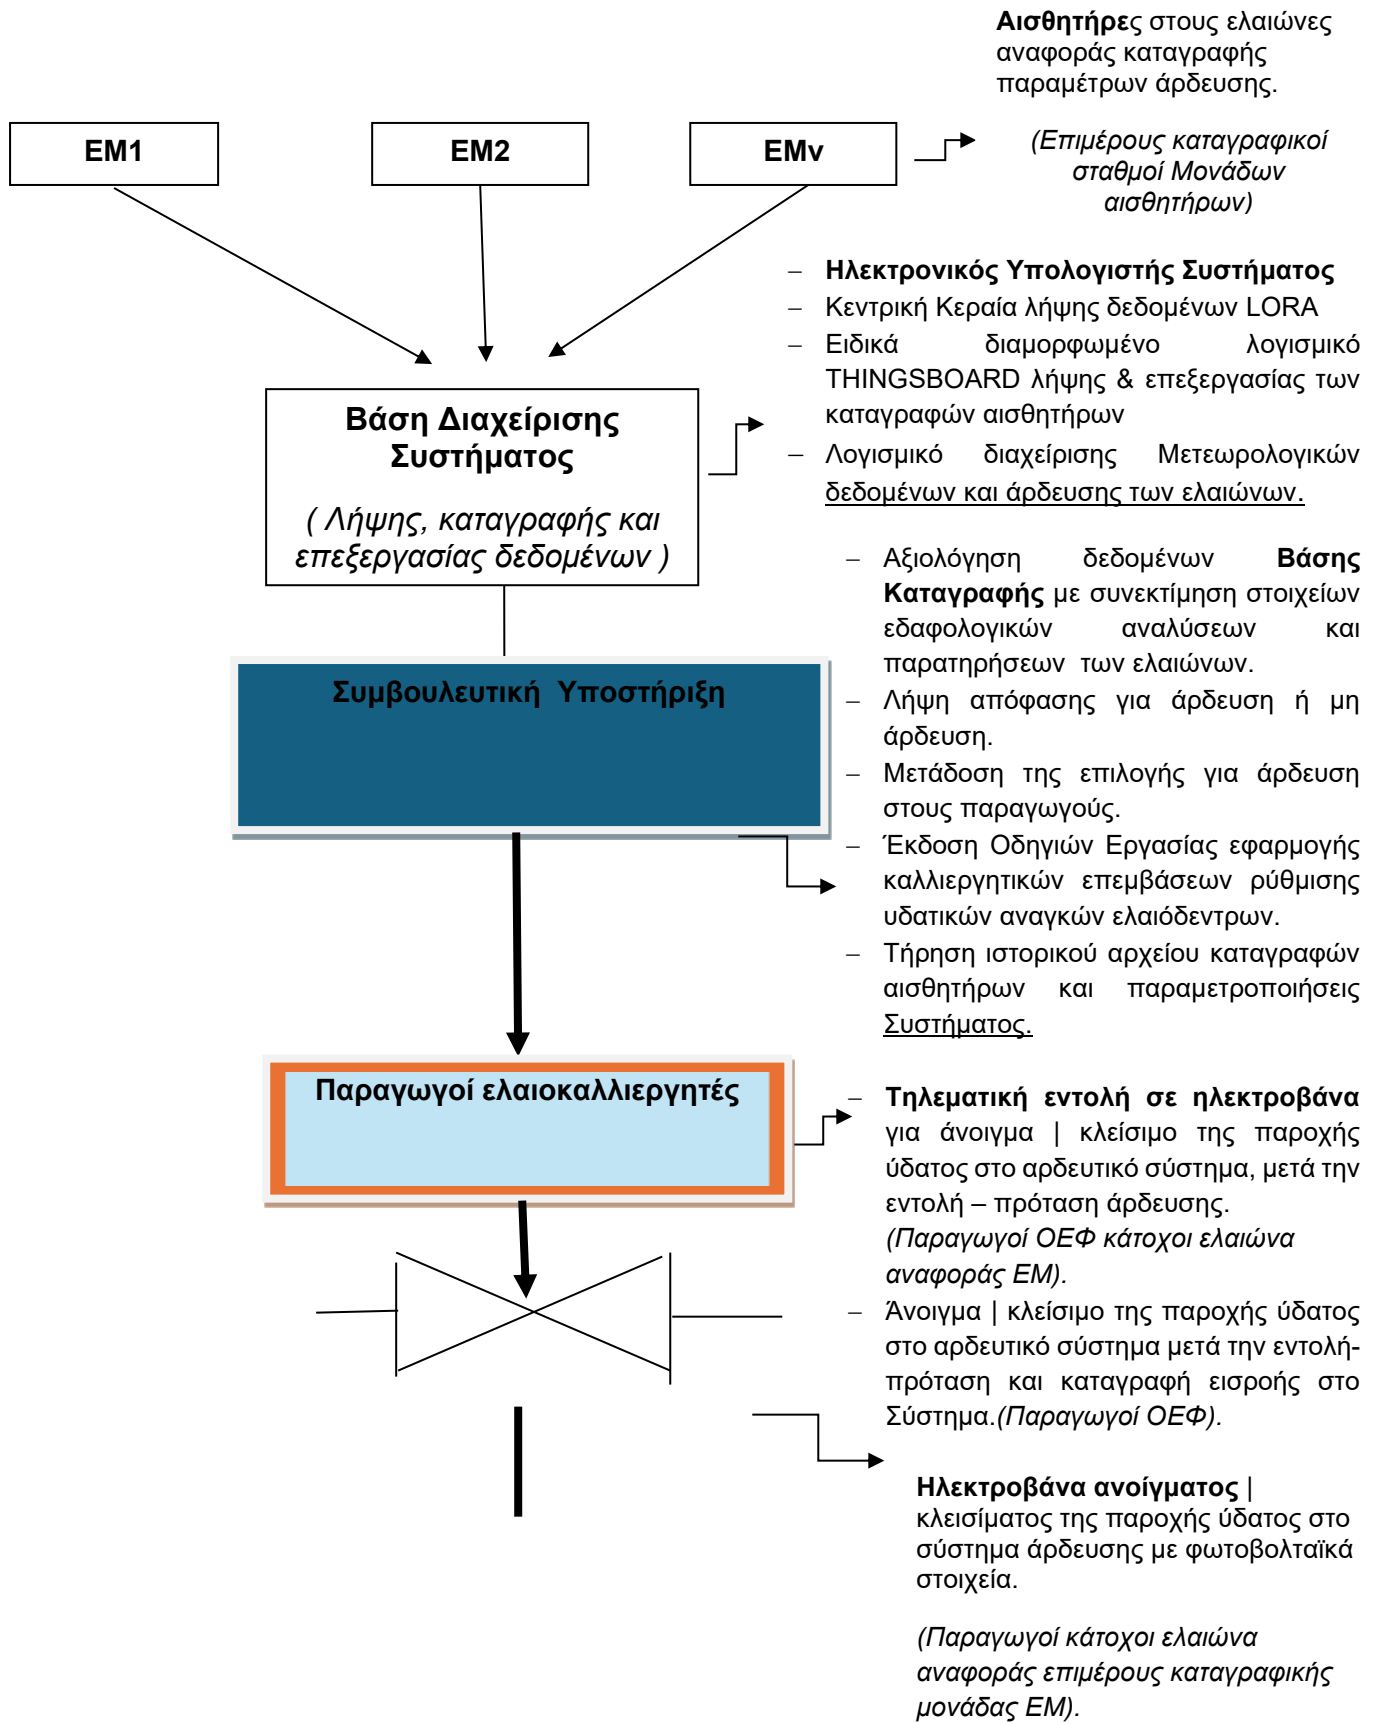 Αισθητήρες στους ελαιώνες
αναφοράς καταγραφής
παραμέτρων άρδευσης.
ΕΜ1
ΕΜ2
ΕΜν
(Επιμέρους καταγραφικοί
σταθμοί Μονάδων
αισθητήρων)
– Ηλεκτρονικός Υπολογιστής Συστήματος
– Κεντρική Κεραία λήψης δεδομένων LORA
– Ειδικά διαμορφωμένο λογισμικό
THINGSBOARD λήψης & επεξεργασίας των
καταγραφών αισθητήρων
– Λογισμικό διαχείρισης Μετεωρολογικών
δεδομένων και άρδευσης των ελαιώνων.
Βάση Διαχείρισης
Συστήματος
( Λήψης, καταγραφής και
επεξεργασίας δεδομένων )
– Αξιολόγηση δεδομένων Βάσης
Καταγραφής με συνεκτίμηση στοιχείων
εδαφολογικών αναλύσεων και
παρατηρήσεων των ελαιώνων.
– Λήψη απόφασης για άρδευση ή μη
άρδευση.
– Μετάδοση της επιλογής για άρδευση
στους παραγωγούς.
– Έκδοση Οδηγιών Εργασίας εφαρμογής
καλλιεργητικών επεμβάσεων ρύθμισης
υδατικών αναγκών ελαιόδεντρων.
– Τήρηση ιστορικού αρχείου καταγραφών
αισθητήρων και παραμετροποιήσεις
Συστήματος.
Συμβουλευτική Υποστήριξη
Παραγωγοί ελαιοκαλλιεργητές
– Τηλεματική εντολή σε ηλεκτροβάνα
για άνοιγμα | κλείσιμο της παροχής
ύδατος στο αρδευτικό σύστημα, μετά την
εντολή – πρόταση άρδευσης.
(Παραγωγοί ΟΕΦ κάτοχοι ελαιώνα
αναφοράς ΕΜ).
– Άνοιγμα | κλείσιμο της παροχής ύδατος
στο αρδευτικό σύστημα μετά την εντολή-
πρόταση και καταγραφή εισροής στο
Σύστημα.(Παραγωγοί ΟΕΦ).
Ηλεκτροβάνα ανοίγματος |
κλεισίματος της παροχής ύδατος στο
σύστημα άρδευσης με φωτοβολταϊκά
στοιχεία.
(Παραγωγοί κάτοχοι ελαιώνα
αναφοράς επιμέρους καταγραφικής
μονάδας ΕΜ).